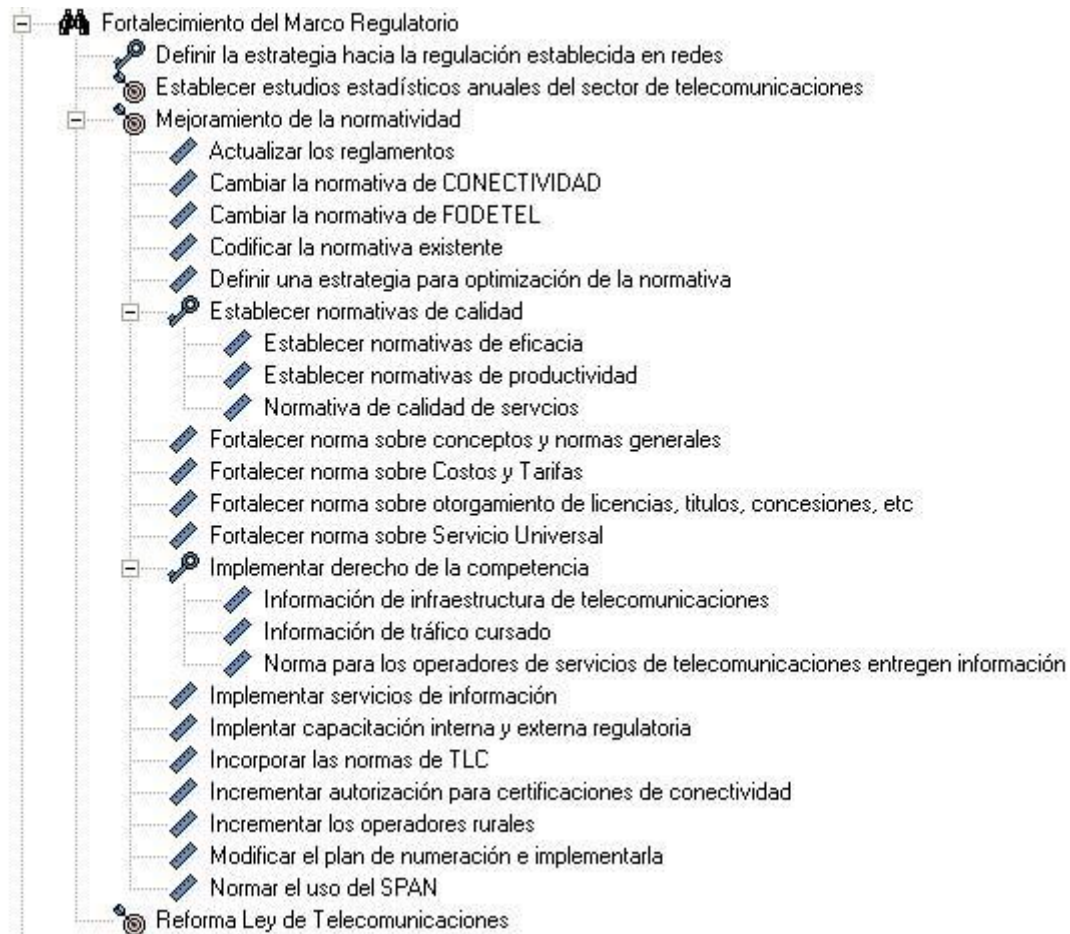 Fortalecimiento del Marco Regulatorio
Definir la estrategia hacia la regulación establecida en redes
Establecer estudios estadísticos anuales del sector de telecomunicaciones
Mejoramiento de la normatividad
Actualizar los reglamentos
Cambiar la normativa de CONECTIVIDAD
Cambiar la normativa de FODETEL
Codificar la normativa existente
Definir una estrategia para optimización de la normativa
Establecer normativas de calidad
Establecer normativas de eficacia
Establecer normativas de productividad
Normativa de calidad de servcios
Fortalecer norma sobre conceptos y normas generales
Fortalecer norma sobre Costos y Tarifas
Fortalecer norma sobre otorgamiento de licencias, titulos, concesiones, etc
Fortalecer norma sobre Servicio Universal
Implementar derecho de la competencia
Información de infraestructura de telecomunicaciones
Información de tráfico cursado
Norma para los operadores de servicios de telecomunicaciones entregen información
Implementar servicios de información
Implentar capacitación interna y externa regulatoria
Incorporar las normas de TLC
Incrementar autorización para certificaciones de conectividad
Incrementar los operadores rurales
Modificar el plan de numeración e implementarla
Normar el uso del SPAN
Reforma Ley de Telecomunicaciones